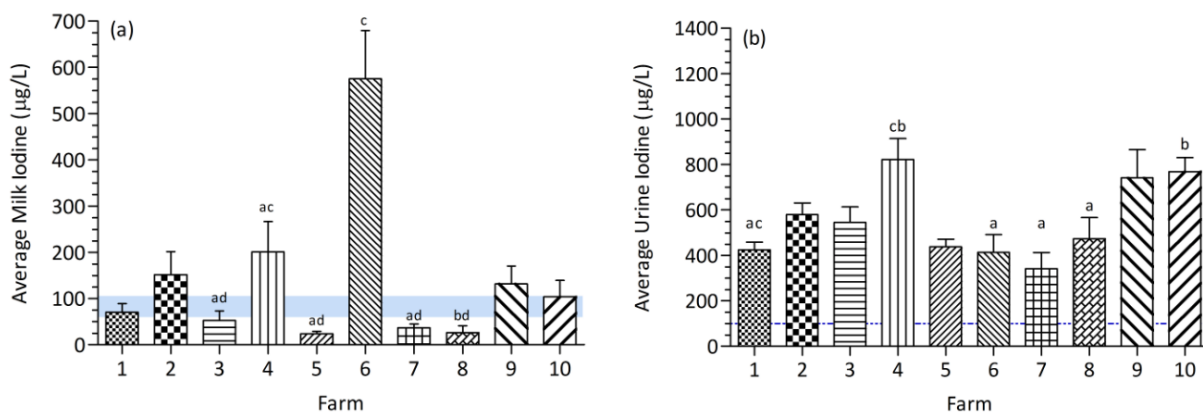 (a)
Average Milk Iodine (µg/L)
700
600
500
400
300
200
100
0
ad
ac
ad
c
ad
bd
1 2 3 4 5 6 7 8 9 10
Farm
(b)
Average Urine Iodine (µg/L)
1400
1200
1000
800
600
400
200
0
ac
cb
a
a
a
b
1 2 3 4 5 6 7 8 9 10
Farm